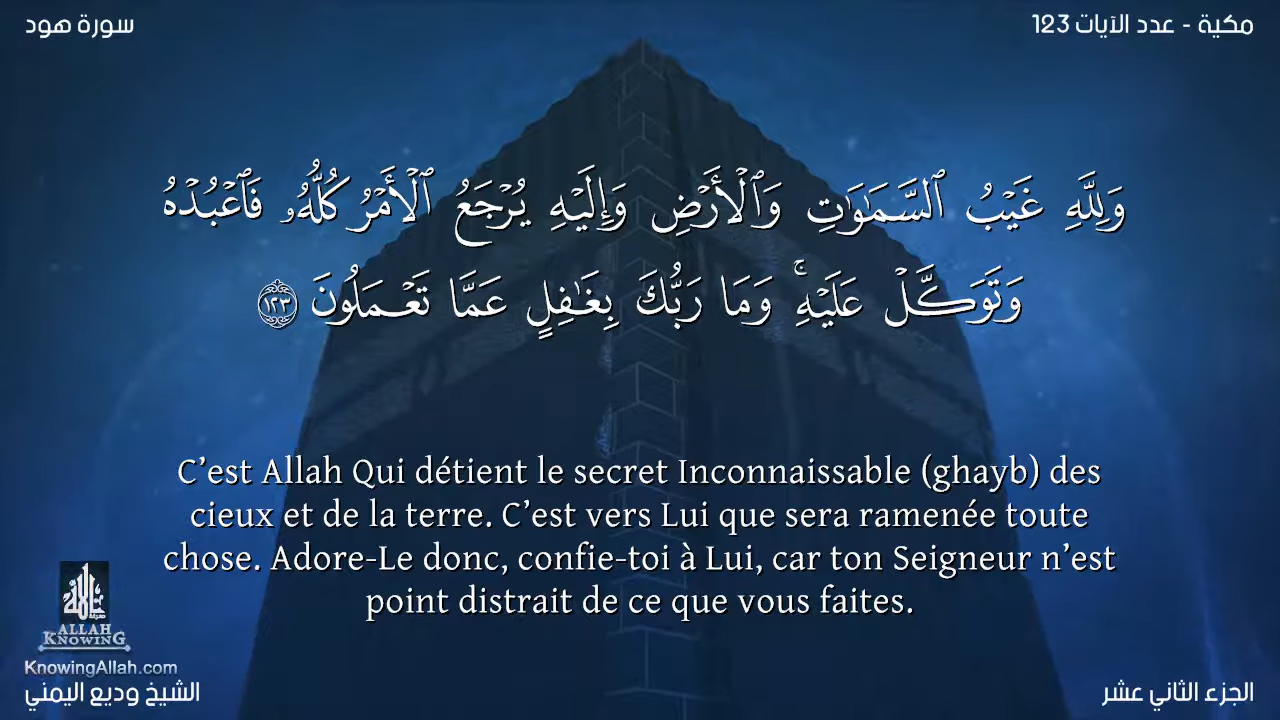 سورة هود
مكية - عدد الآيات 123
وَلِلَّهِ غَيْبُ ٱلسَّمَـٰوَٰتِ وَٱلْأَرْضِ وَإِلَيْهِ يُرْجَعُ ٱلْأَمْرُ كُلُّهُۥ فَٱعْبُدْهُ
وَتَوَكَّلْ عَلَيْهِ ۚ وَمَا رَبُّكَ بِغَـٰفِلٍ عَمَّا تَعْمَلُونَ ١٢٣
C’est Allah Qui détient le secret Inconnaissable (ghayb) des
cieux et de la terre. C’est vers Lui que sera ramenée toute
chose. Adore-Le donc, confie-toi à Lui, car ton Seigneur n’est
point distrait de ce que vous faites.
معرفة الله
ALLAH
KNOWING
KnowingAllah.com
الشيخ وديع اليمني
الجزء الثاني عشر